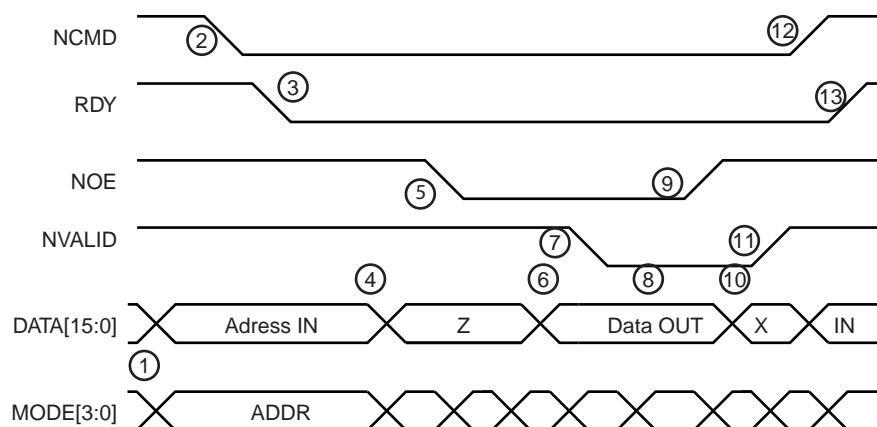 NCMD ② ⑫
RDY ③ ⑬
NOE ⑤ ⑨
NVALID ⑦ ⑪
④ ⑥ ⑧ ⑩
DATA[15:0] Adress IN Z Data OUT X IN
①
MODE[3:0] ADDR